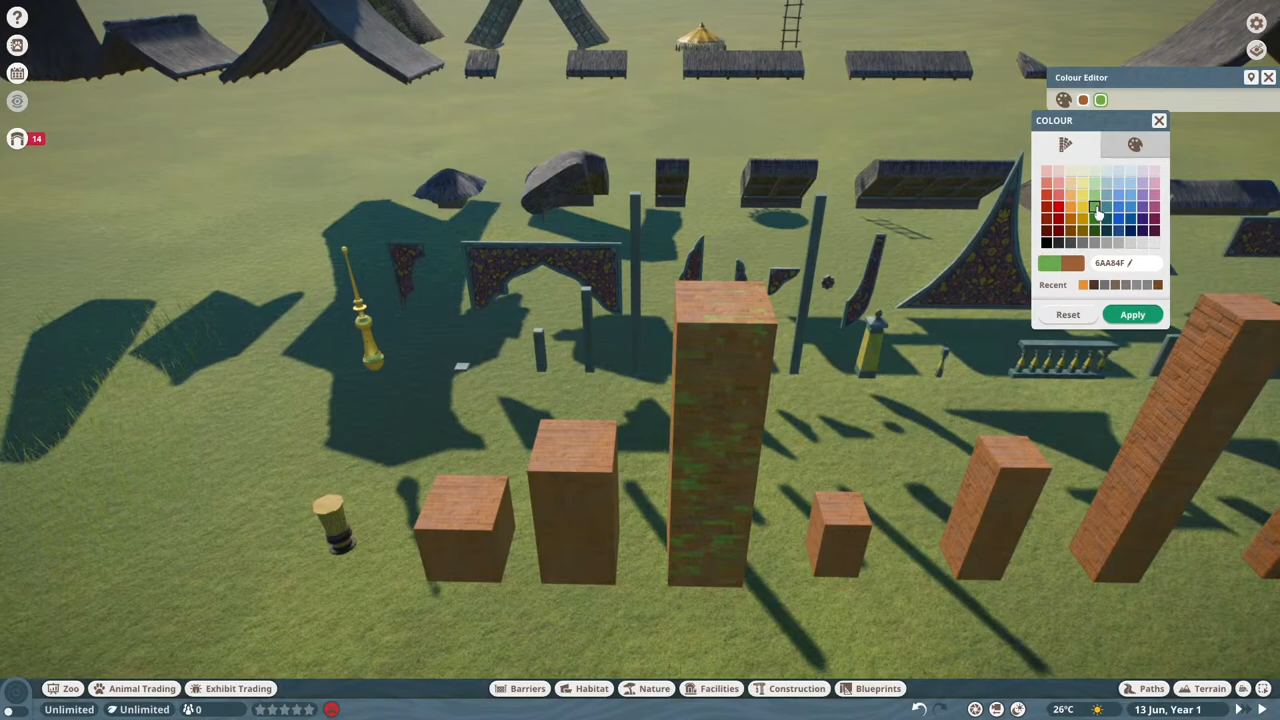 ?
14
Colour Editor
COLOUR
6AA84F
Recent
Reset
Apply
Zoo
Animal Trading
Exhibit Trading
Barriers
Habitat
Nature
Facilities
Construction
Blueprints
Paths
Terrain
Unlimited
Unlimited
0
26°C
13 Jun, Year 1